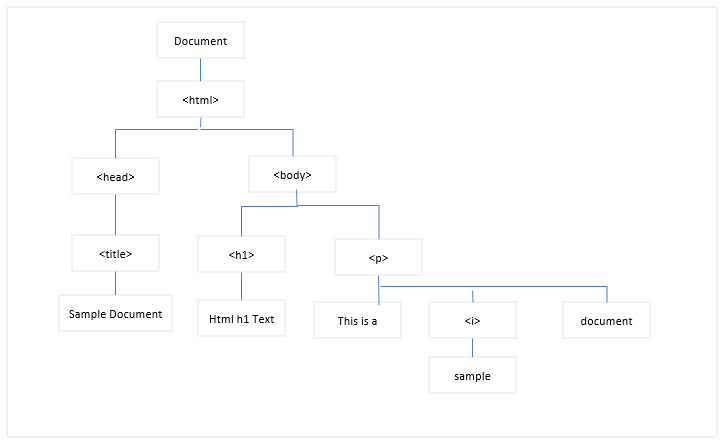 Document
<html>
<head>
<body>
<title>
<h1>
<p>
Sample Document
Html h1 Text
This is a
<i>
document
sample